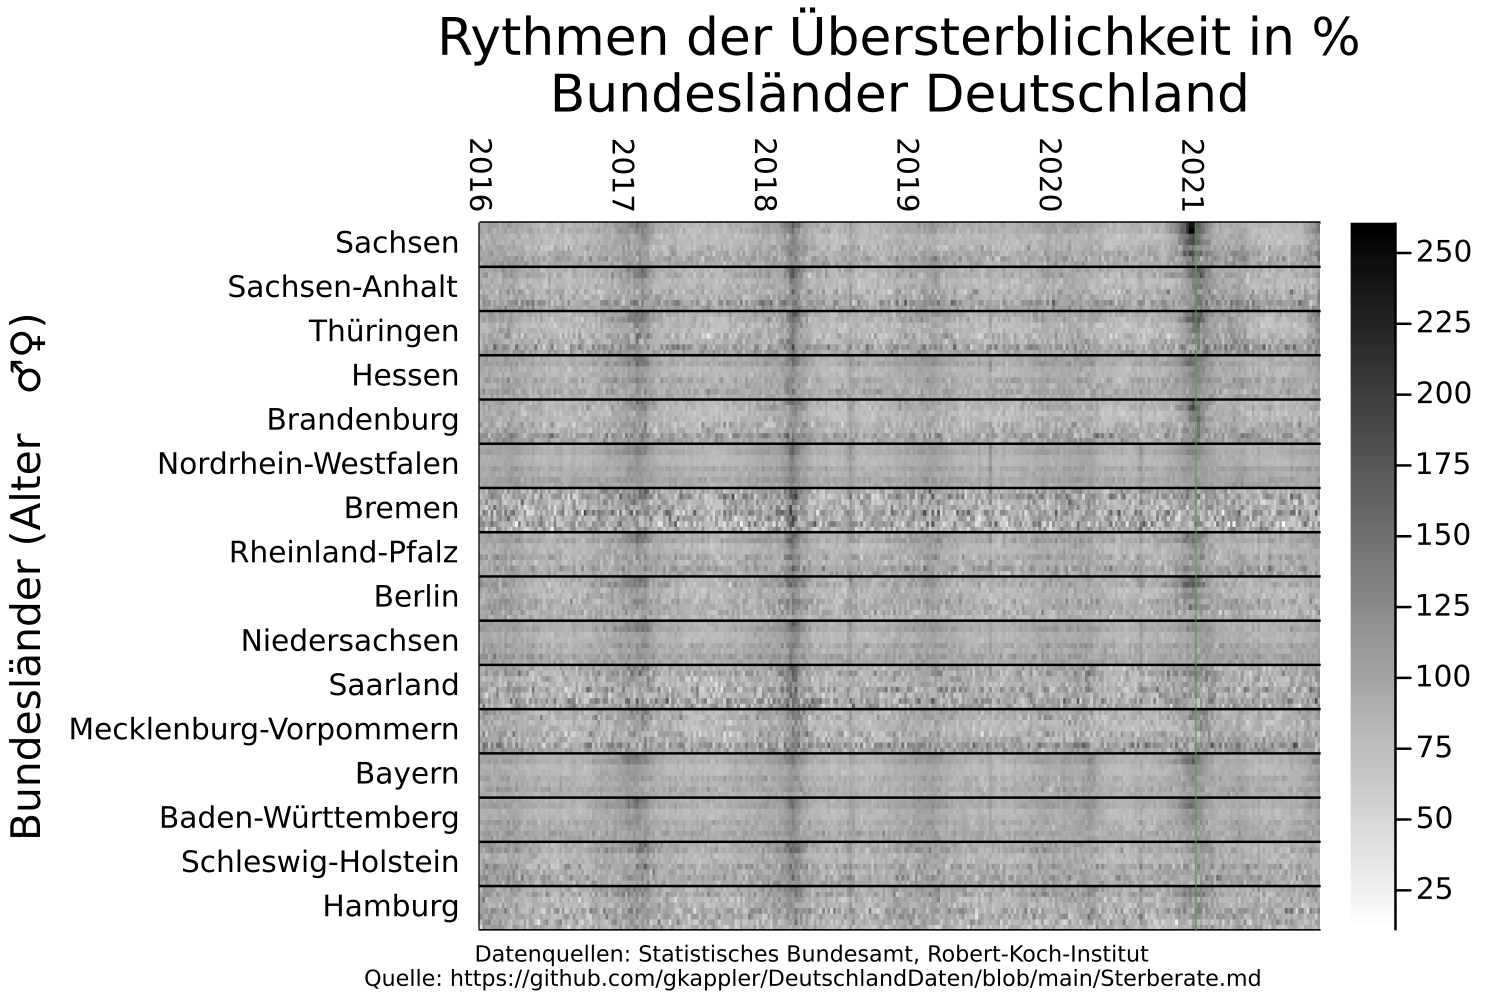 Rythmen der Übersterblichkeit in %
Bundesländer Deutschland
2016
2017
2018
2019
2020
2021
Bundesländer (Alter ♂♀)
Sachsen
Sachsen-Anhalt
Thüringen
Hessen
Brandenburg
Nordrhein-Westfalen
Bremen
Rheinland-Pfalz
Berlin
Niedersachsen
Saarland
Mecklenburg-Vorpommern
Bayern
Baden-Württemberg
Schleswig-Holstein
Hamburg
250
225
200
175
150
125
100
75
50
25
Datenquellen: Statistisches Bundesamt, Robert-Koch-Institut
Quelle: https://github.com/gkappler/DeutschlandDaten/blob/main/Sterberate.md